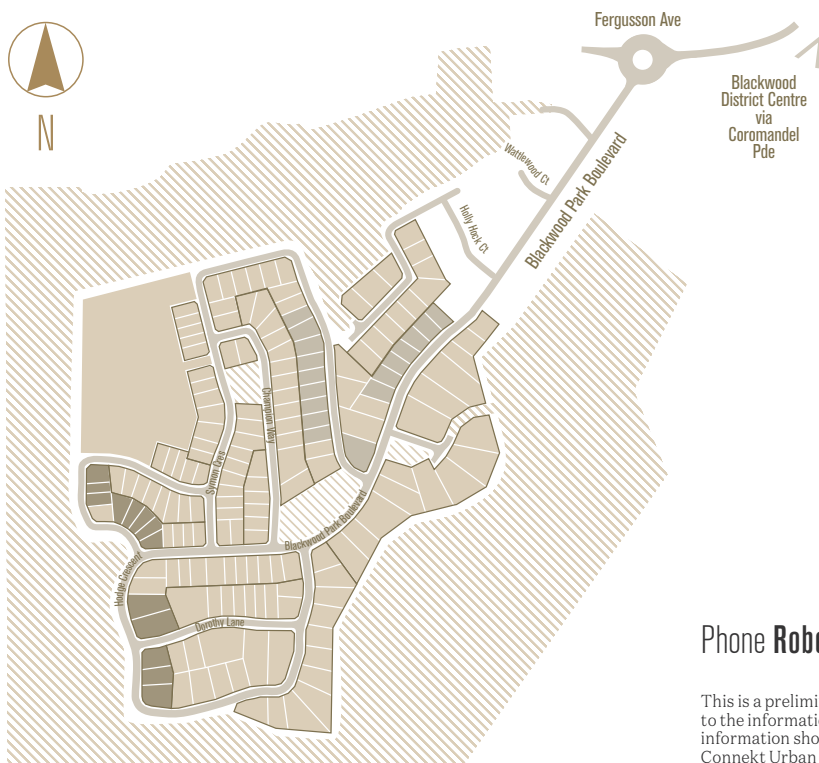 Fergusson Ave
Blackwood
District Centre
via
Coromandel
Pde
N
Wattlewood Ct
Blackwood Park Boulevard
Holly Hock Ct
Champion Way
Symon Cres
Blackwood Park Boulevard
Hodge Crescent
Dorothy Lane
Phone Robe
This is a prelimi
to the informatio
information sho
Connekt Urban